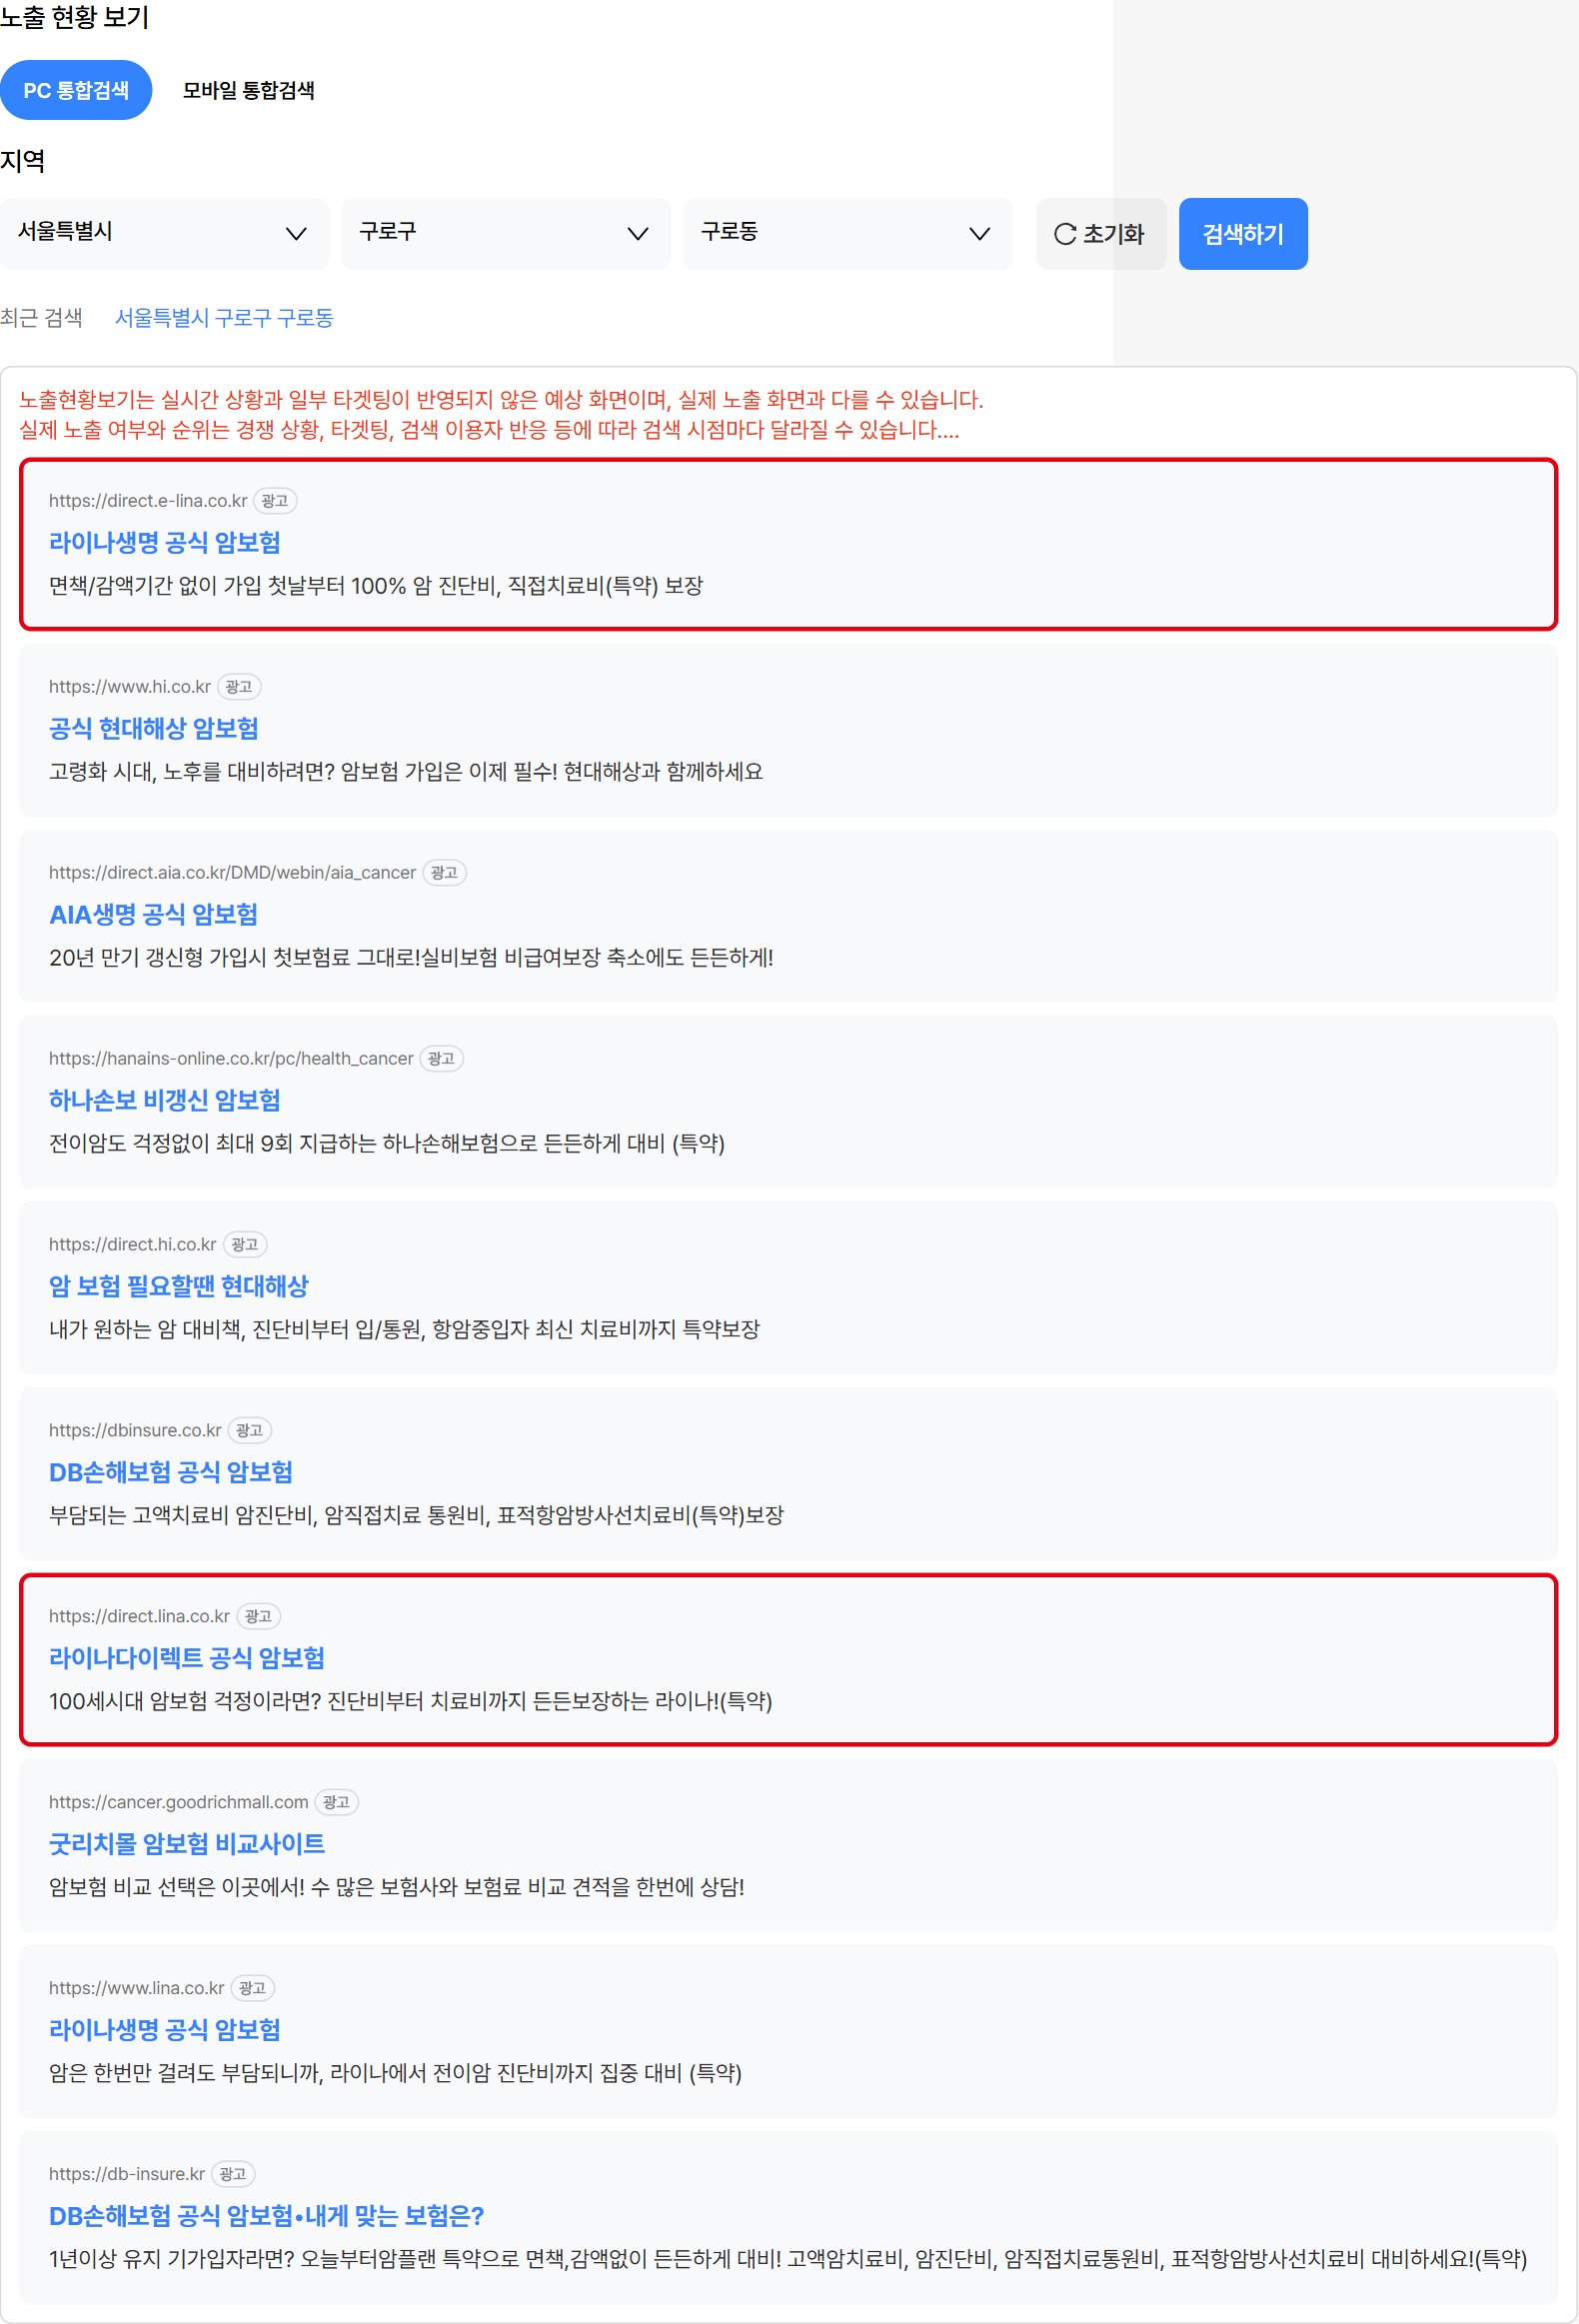 노출 현황 보기
PC 통합검색 모바일 통합검색
지역
서울특별시 구로구 구로동 초기화 검색하기
최근 검색 서울특별시 구로구 구로동
노출현황보기는 실시간 상황과 일부 타겟팅이 반영되지 않은 예상 화면이며, 실제 노출 화면과 다를 수 있습니다.
실제 노출 여부와 순위는 경쟁 상황, 타겟팅, 검색 이용자 반응 등에 따라 검색 시점마다 달라질 수 있습니다....
https://direct.e-lina.co.kr 광고
라이나생명 공식 암보험
면책/감액기간 없이 가입 첫날부터 100% 암 진단비, 직접치료비(특약) 보장
https://www.hi.co.kr 광고
공식 현대해상 암보험
고령화 시대, 노후를 대비하려면? 암보험 가입은 이제 필수! 현대해상과 함께하세요
https://direct.aia.co.kr/DMD/webin/aia_cancer 광고
AIA생명 공식 암보험
20년 만기 갱신형 가입시 첫보험료 그대로!실비보험 비급여보장 축소에도 든든하게!
https://hanains-online.co.kr/pc/health_cancer 광고
하나손보 비갱신 암보험
전이암도 걱정없이 최대 9회 지급하는 하나손해보험으로 든든하게 대비 (특약)
https://direct.hi.co.kr 광고
암 보험 필요할땐 현대해상
내가 원하는 암 대비책, 진단비부터 입/통원, 항암중입자 최신 치료비까지 특약보장
https://dbinsure.co.kr 광고
DB손해보험 공식 암보험
부담되는 고액치료비 암진단비, 암직접치료 통원비, 표적항암방사선치료비(특약)보장
https://direct.lina.co.kr 광고
라이나다이렉트 공식 암보험
100세시대 암보험 걱정이라면? 진단비부터 치료비까지 든든보장하는 라이나!(특약)
https://cancer.goodrichmall.com 광고
굿리치몰 암보험 비교사이트
암보험 비교 선택은 이곳에서! 수 많은 보험사와 보험료 비교 견적을 한번에 상담!
https://www.lina.co.kr 광고
라이나생명 공식 암보험
암은 한번만 걸려도 부담되니까, 라이나에서 전이암 진단비까지 집중 대비 (특약)
https://db-insure.kr 광고
DB손해보험 공식 암보험•내게 맞는 보험은?
1년이상 유지 기가입자라면? 오늘부터암플랜 특약으로 면책,감액없이 든든하게 대비! 고액암치료비, 암진단비, 암직접치료통원비, 표적항암방사선치료비 대비하세요!(특약)